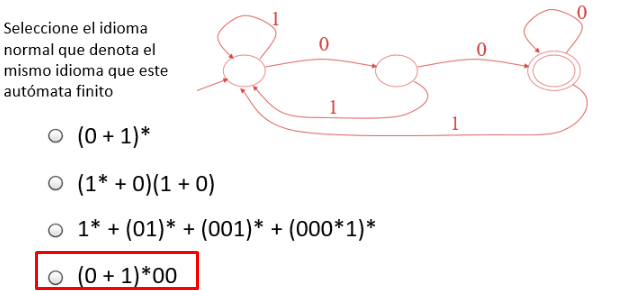 Seleccione el idioma
normal que denota el
mismo idioma que este
autómata finito
1
0
0
0
1
1
(0 + 1)*
(1* + 0)(1 + 0)
1* + (01)* + (001)* + (000*1)*
(0 + 1)*00